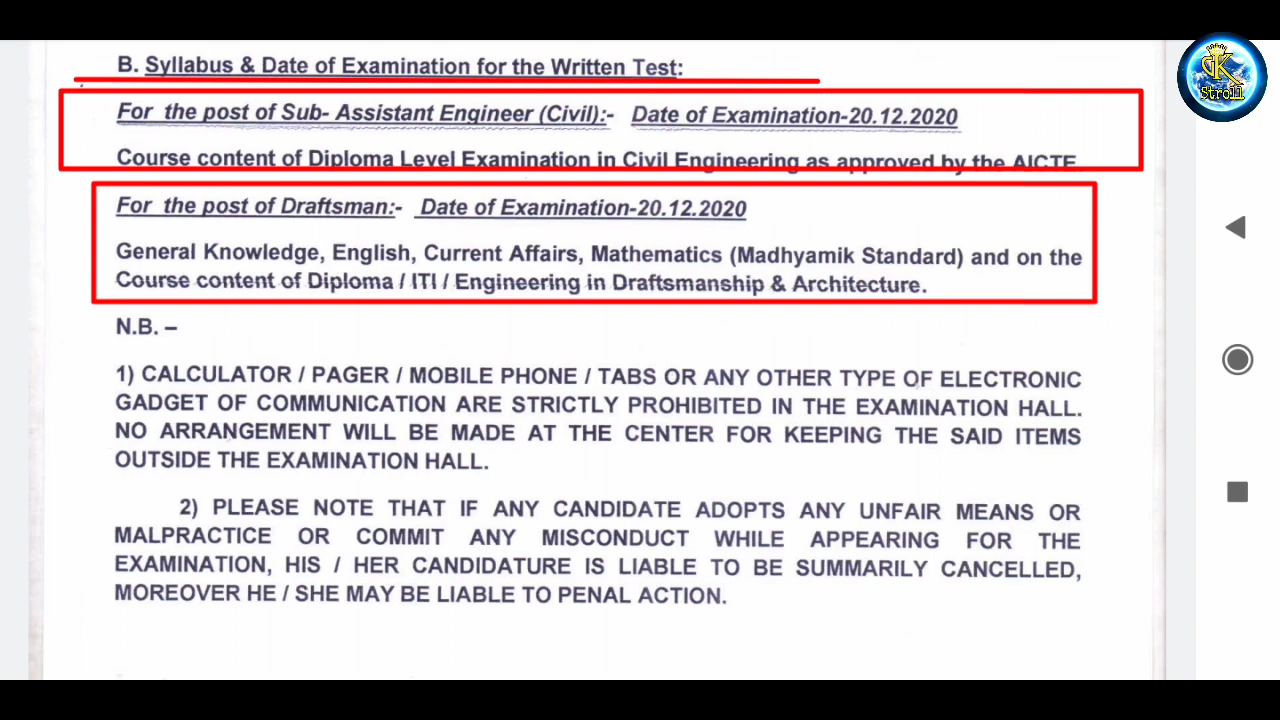 B. Syllabus & Date of Examination for the Written Test:
For the post of Sub- Assistant Engineer (Civil):- Date of Examination-20.12.2020
Course content of Diploma Level Examination in Civil Engineering as approved by the AICTE.
For the post of Draftsman:- Date of Examination-20.12.2020
General Knowledge, English, Current Affairs, Mathematics (Madhyamik Standard) and on the
Course content of Diploma / ITI / Engineering in Draftsmanship & Architecture.
N.B. –
1) CALCULATOR / PAGER / MOBILE PHONE / TABS OR ANY OTHER TYPE OF ELECTRONIC
GADGET OF COMMUNICATION ARE STRICTLY PROHIBITED IN THE EXAMINATION HALL.
NO ARRANGEMENT WILL BE MADE AT THE CENTER FOR KEEPING THE SAID ITEMS
OUTSIDE THE EXAMINATION HALL.
2) PLEASE NOTE THAT IF ANY CANDIDATE ADOPTS ANY UNFAIR MEANS OR
MALPRACTICE OR COMMIT ANY MISCONDUCT WHILE APPEARING FOR THE
EXAMINATION, HIS / HER CANDIDATURE IS LIABLE TO BE SUMMARILY CANCELLED,
MOREOVER HE / SHE MAY BE LIABLE TO PENAL ACTION.
GK
Stroll